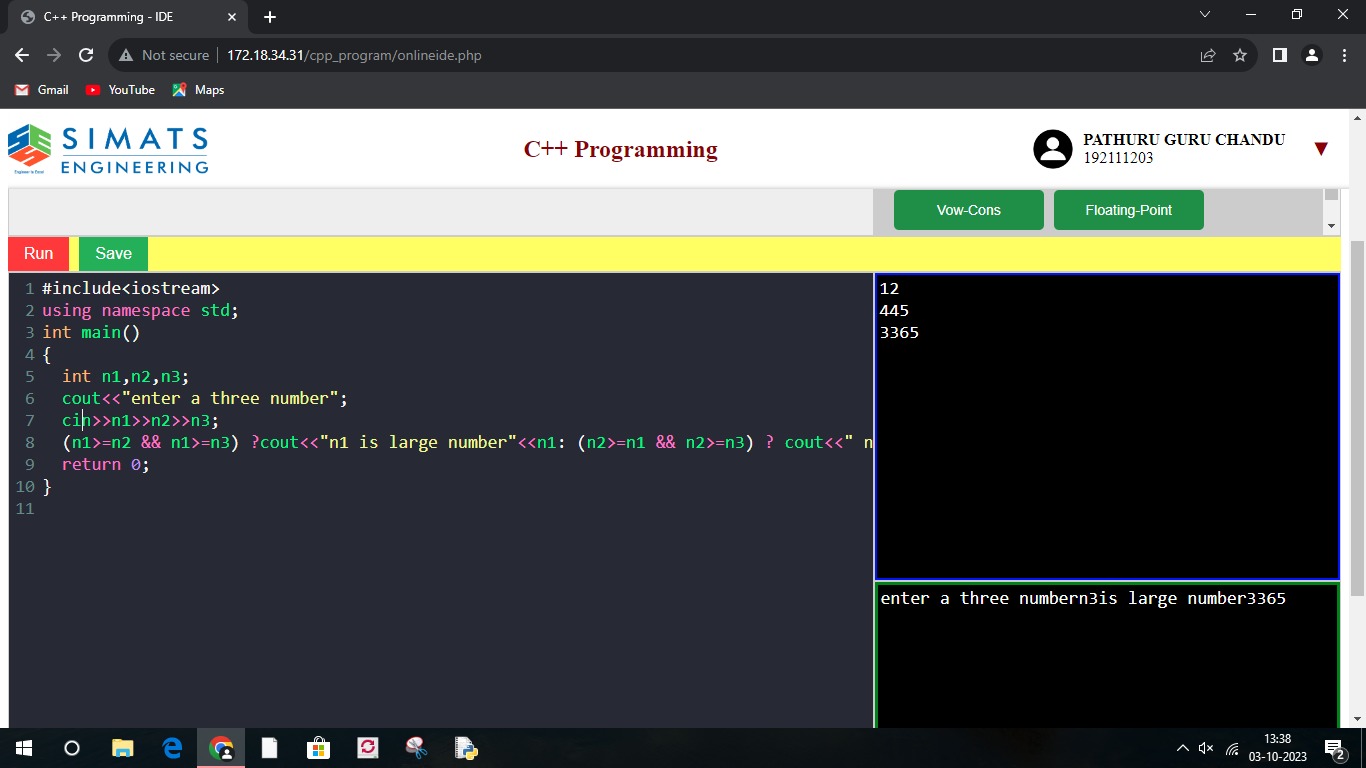 C++ Programming - IDE
Not secure 172.18.34.31/cpp_program/onlineide.php
Gmail YouTube Maps
SIMATS
ENGINEERING
Engineer to Excel
C++ Programming
PATHURU GURU CHANDU
192111203
▼
Vow-Cons Floating-Point
Run Save
1 #include<iostream>
2 using namespace std;
3 int main()
4 {
5 int n1,n2,n3;
6 cout<<"enter a three number";
7 cin>>n1>>n2>>n3;
8 (n1>=n2 && n1>=n3) ?cout<<"n1 is large number"<<n1: (n2>=n1 && n2>=n3) ? cout<<" n
9 return 0;
10 }
11
12
445
3365
enter a three numbern3is large number3365
13:38
03-10-2023
2